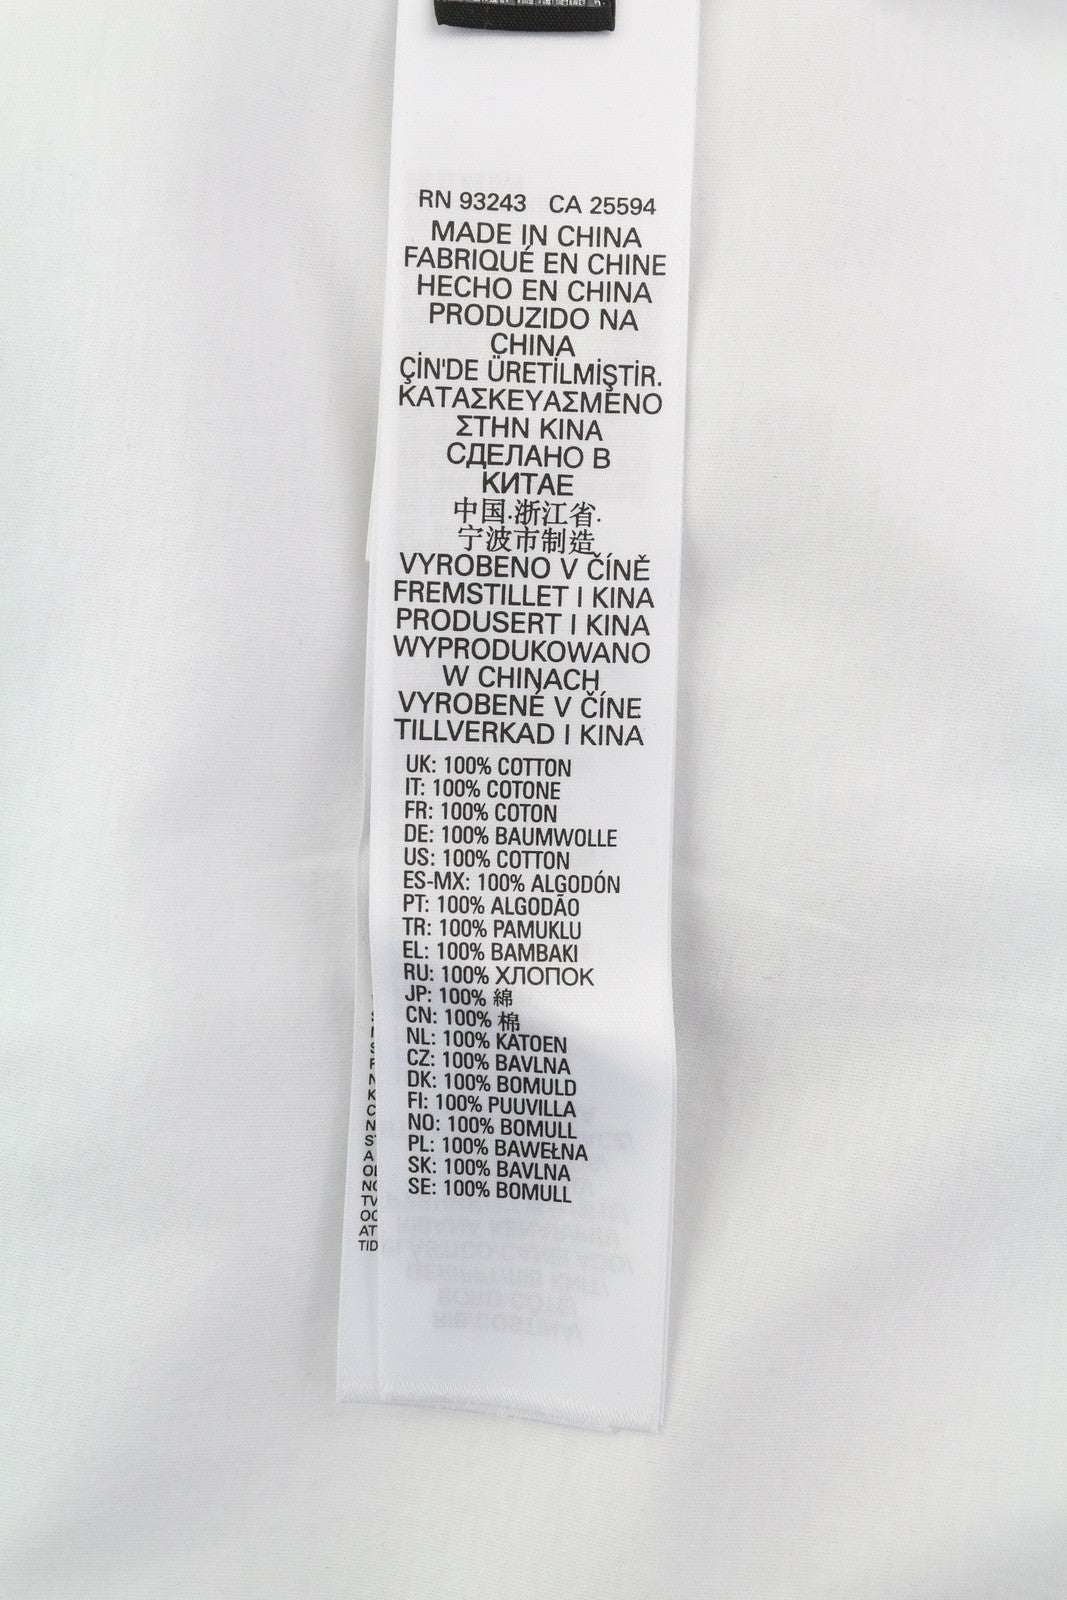 RN 93243 CA 25594
MADE IN CHINA
FABRIQUÉ EN CHINE
HECHO EN CHINA
PRODUZIDO NA
CHINA
ÇİN'DE ÜRETİLMİŞTİR.
ΚΑΤΑΣΚΕΥΑΣΜΕΝΟ
ΣΤΗΝ ΚΙΝΑ
СДЕЛАНО В
КИТАЕ
中国.浙江省.
宁波市制造
VYROBENO V ČÍNĚ
FREMSTILLET I KINA
PRODUSERT I KINA
WYPRODUKOWANO
W CHINACH
VYROBENÉ V ČÍNE
TILLVERKAD I KINA
UK: 100% COTTON
IT: 100% COTONE
FR: 100% COTON
DE: 100% BAUMWOLLE
US: 100% COTTON
ES-MX: 100% ALGODÓN
PT: 100% ALGODÃO
TR: 100% PAMUKLU
EL: 100% BAMBAKI
RU: 100% ХЛОПОК
JP: 100% 綿
CN: 100% 棉
NL: 100% KATOEN
CZ: 100% BAVLNA
DK: 100% BOMULD
FI: 100% PUUVILLA
NO: 100% BOMULL
PL: 100% BAWEŁNA
SK: 100% BAVLNA
SE: 100% BOMULL